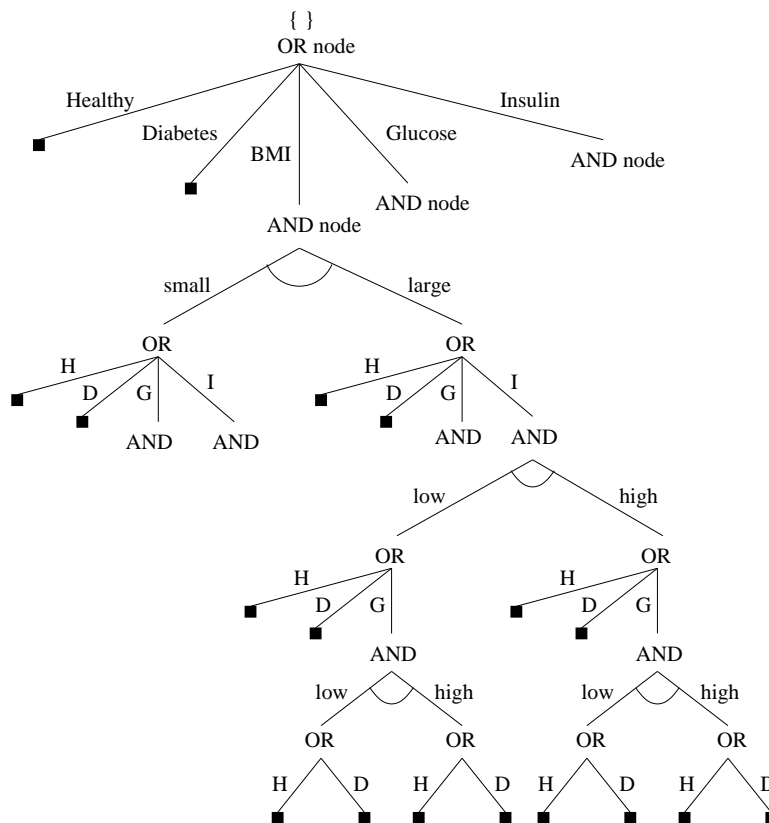 { }
OR node
Healthy
Insulin
Diabetes
Glucose
BMI
AND node
AND node
AND node
small
large
OR
OR
H
I
D
G
H
I
D
G
AND
AND
AND
AND
low
high
OR
OR
H
D
G
H
D
G
AND
AND
low
high
low
high
OR
OR
OR
OR
H
D
H
D
H
D
H
D